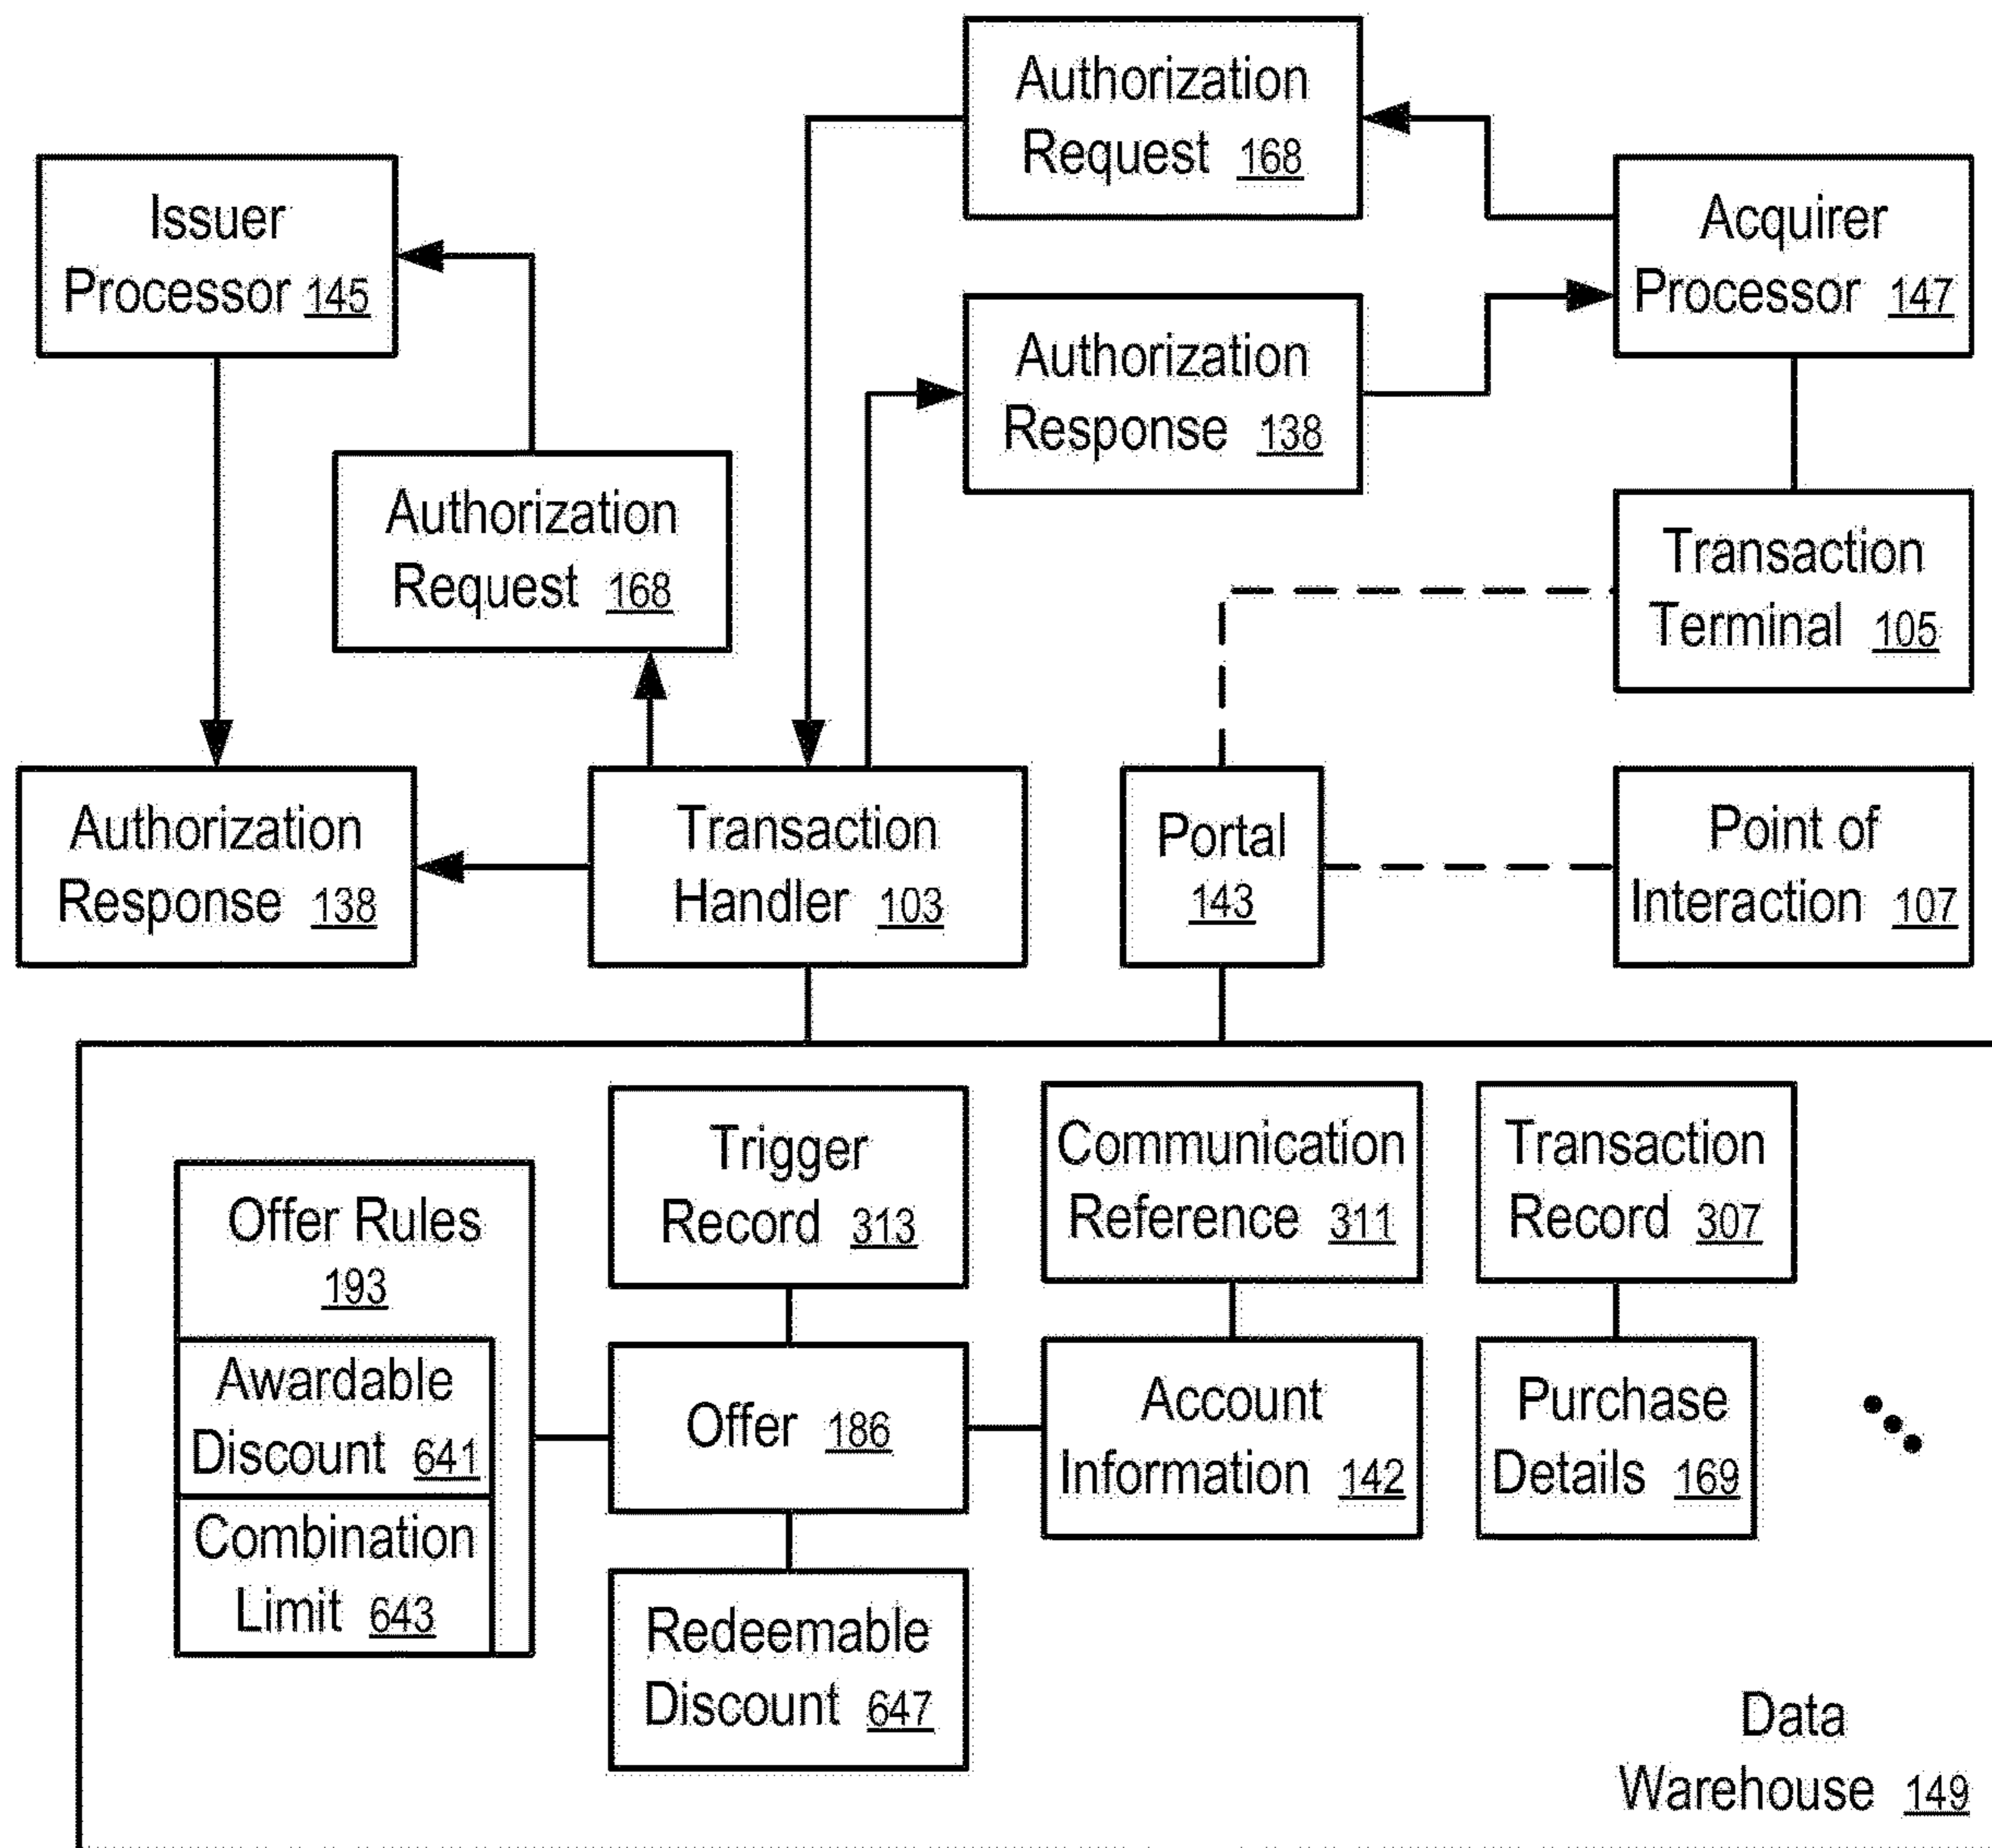 Authorization
Request 168
Issuer
Processor 145
Acquirer
Processor 147
Authorization
Response 138
Authorization
Request 168
Transaction
Terminal 105
Authorization
Response 138
Transaction
Handler 103
Portal
143
Point of
Interaction 107
Offer Rules
193
Awardable
Discount 641
Combination
Limit 643
Trigger
Record 313
Offer 186
Redeemable
Discount 647
Communication
Reference 311
Account
Information 142
Transaction
Record 307
Purchase
Details 169
Data
Warehouse 149